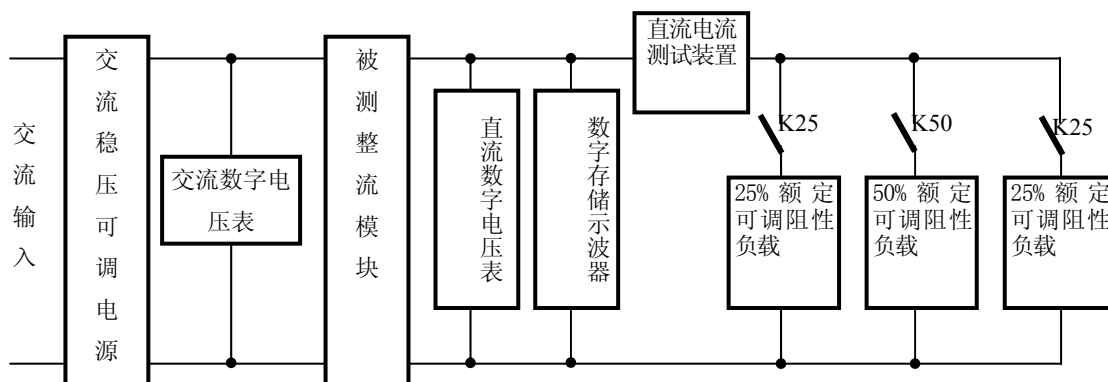 交流输入
交流稳压可调电源
交流数字电
压表
被测整流模块
直流数字电压表
数字存储示波器
直流电流
测试装置
K25
K50
K25
25% 额 定
可调阻性
负载
50% 额 定
可调阻性
负载
25% 额 定
可调阻性
负载